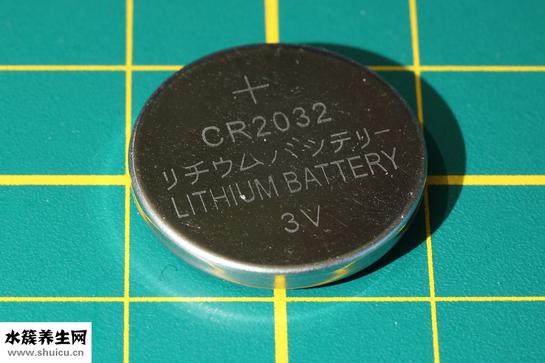 +
CR2032
リチウムバッテリー
LITHIUM BATTERY
3V
水簇养生网
www.shuicu.cn